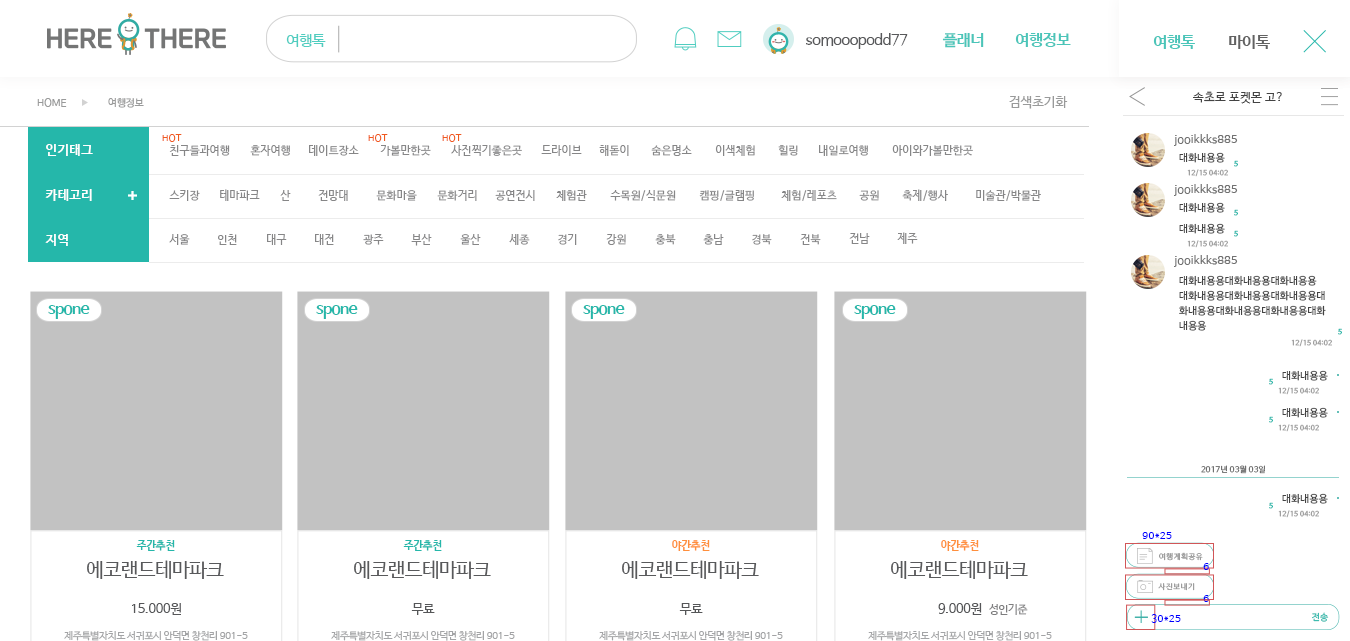 HERE THERE
여행톡
somooopodd77
플래너
여행정보
여행톡
마이톡
HOME
여행정보
검색초기화
인기태그
HOT
친구들과여행
혼자여행
데이트장소
HOT
가볼만한곳
HOT
사진찍기좋은곳
드라이브
해돋이
숨은명소
이색체험
힐링
내일로여행
아이와가볼만한곳
카테고리
스키장
테마파크
산
전망대
문화마을
문화거리
공연전시
체험관
수목원/식문원
캠핑/글램핑
체험/레포츠
공원
축제/행사
미술관/박물관
지역
서울
인천
대구
대전
광주
부산
울산
세종
경기
강원
충북
충남
경북
전북
전남
제주
spone
주간추천
에코랜드테마파크
15.000원
제주특별자치도 서귀포시 안덕면 창천리 901-5
spone
주간추천
에코랜드테마파크
무료
제주특별자치도 서귀포시 안덕면 창천리 901-5
spone
야간추천
에코랜드테마파크
무료
제주특별자치도 서귀포시 안덕면 창천리 901-5
spone
야간추천
에코랜드테마파크
9.000원 성인기준
제주특별자치도 서귀포시 안덕면 창천리 901-5
속초로 포켓몬 고?
jooikkks885
대화내용용
5
12/15 04:02
jooikkks885
대화내용용
5
대화내용용
5
12/15 04:02
jooikkks885
대화내용용대화내용용대화내용용
대화내용용대화내용용대화내용용대
화내용용대화내용용대화내용용대화
내용용
5
12/15 04:02
대화내용용
5
12/15 04:02
대화내용용
5
12/15 04:02
2017년 03월 03일
대화내용용
5
12/15 04:02
90*25
여행계획공유
6
사진보내기
6
30*25
전송